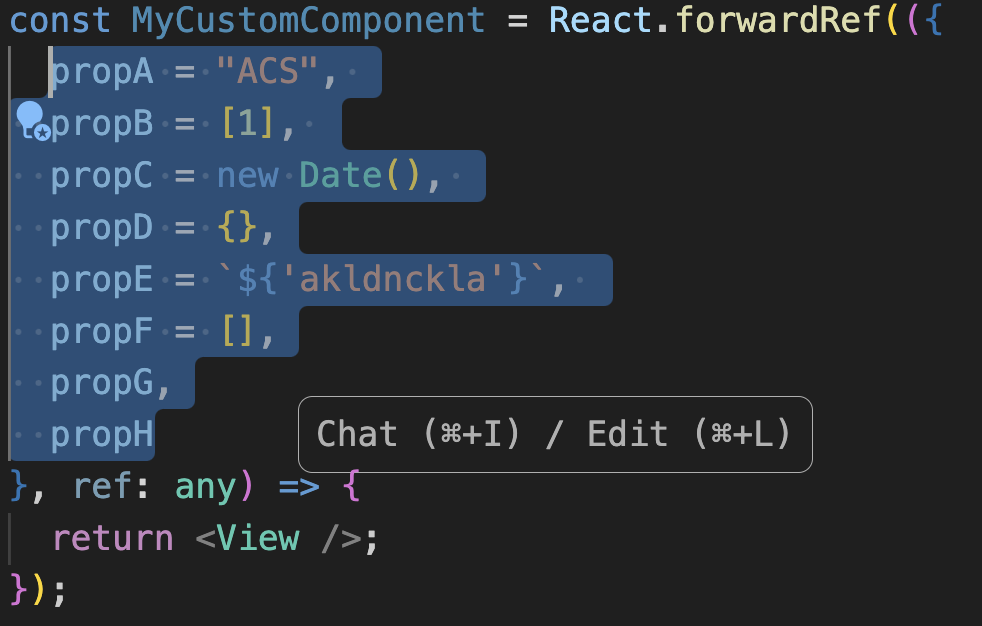 const MyCustomComponent = React.forwardRef(({
propA = "ACS",
propB = [1],
propC = new Date(),
propD = {},
propE = `${'akldnckla'}`,
propF = [],
propG,
propH
Chat (⌘+I) / Edit (⌘+L)
}, ref: any) => {
return <View />;
});